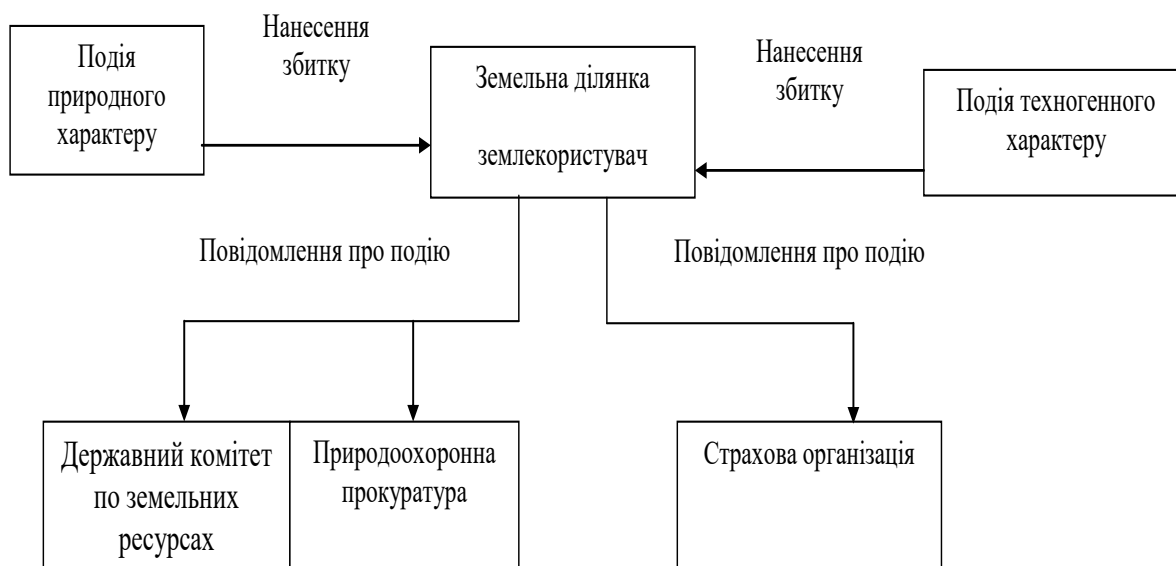 Подія
природного
характеру
Нанесення
збитку
Земельна ділянка
землекористувач
Нанесення
збитку
Подія техногенного
характеру
Повідомлення про подію
Повідомлення про подію
Державний комітет
по земельних
ресурсах
Природоохоронна
прокуратура
Страхова організація